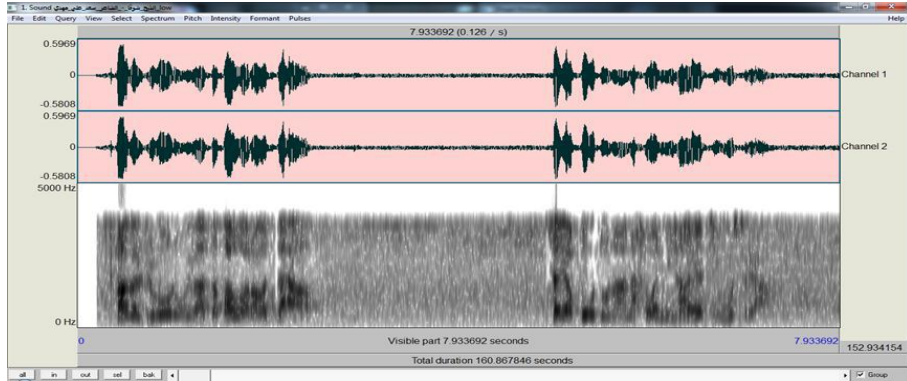 1. Sound انتج_شوفة_-_الشاعر_سعد_علي_مهدي_low
File Edit Query View Select Spectrum Pitch Intensity Formant Pulses Help
7.933692 (0.126 / s)
0.5969
0
-0.5808
Channel 1
0.5969
0
-0.5808
Channel 2
5000 Hz
0 Hz
0 Visible part 7.933692 seconds 7.933692 152.934154
Total duration 160.867846 seconds
all in out sel bak Group